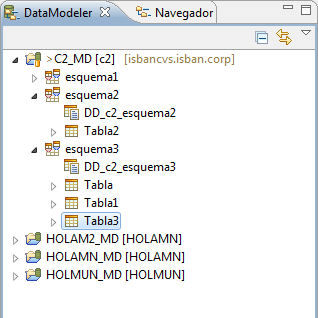 DataModeler Navegador
>C2_MD [c2] [isbancvs.isban.corp]
esquema1
esquema2
DD_c2_esquema2
Tabla2
esquema3
DD_c2_esquema3
Tabla
Tabla1
Tabla3
HOLAM2_MD [HOLAMN]
HOLAMN_MD [HOLAMN]
HOLMUN_MD [HOLMUN]